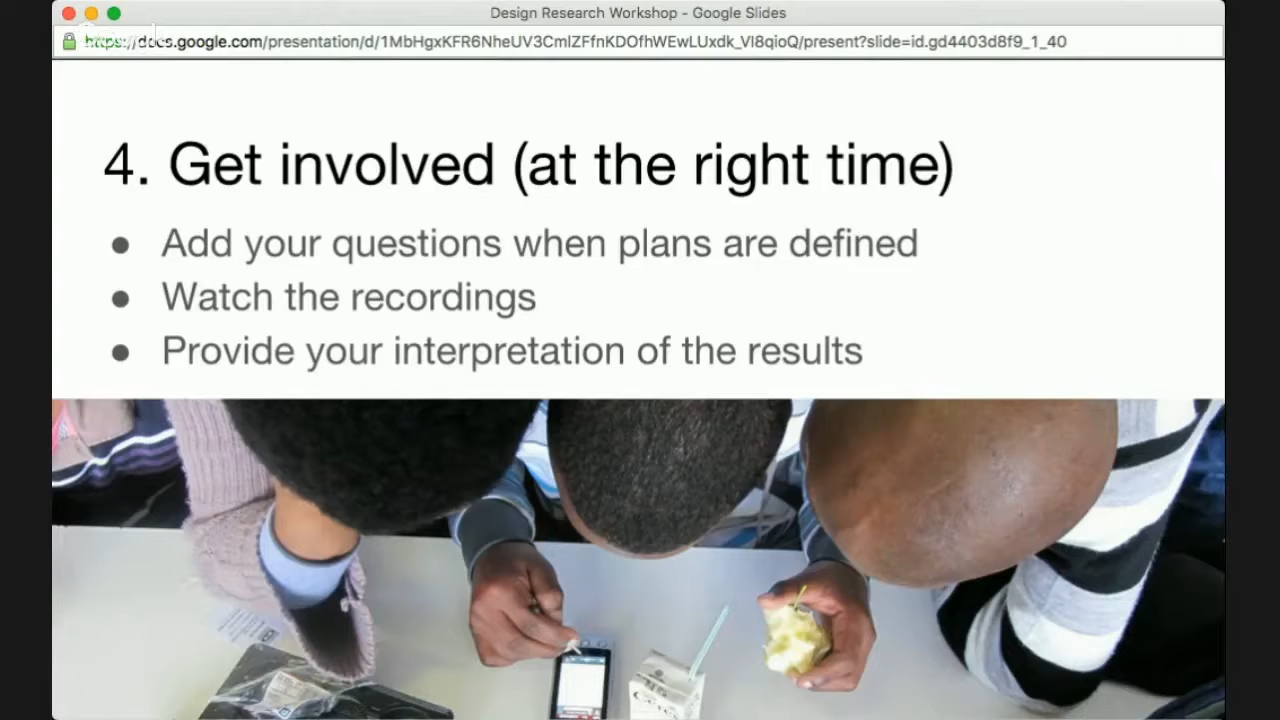 Design Research Workshop - Google Slides
https://docs.google.com/presentation/d/1MbHgxKFR6NheUV3CmlZFfnKDOfhWEwLUxdk_Vl8qioQ/present?slide=id.gd4403d8f9_1_40
4. Get involved (at the right time)
● Add your questions when plans are defined
● Watch the recordings
● Provide your interpretation of the results